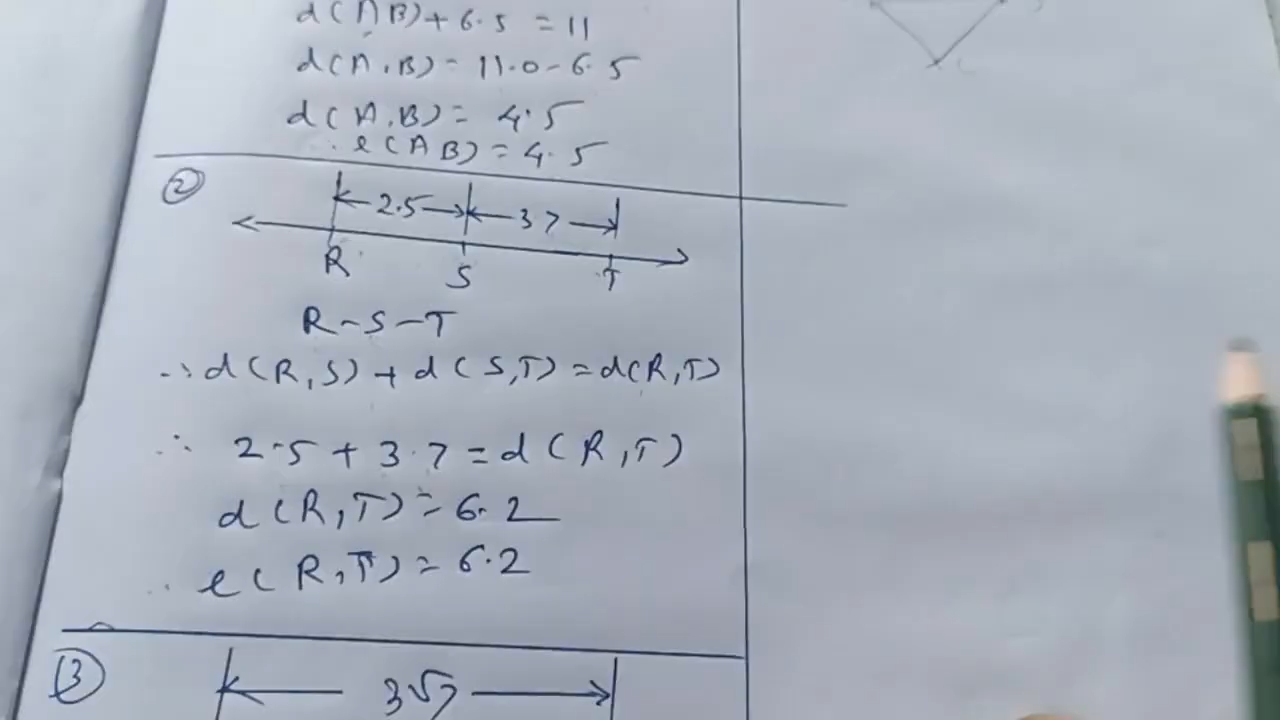 d(A B) + 6.5 = 11
d(A,B) = 11.0 - 6.5
d(A,B) = 4.5
∴ l(AB) = 4.5
②
2.5 3.7
R S T
R - S - T
∴ d(R,S) + d(S,T) = d(R,T)
∴ 2.5 + 3.7 = d(R,T)
d(R,T) = 6.2
∴ l(R,T) = 6.2
③
3√7